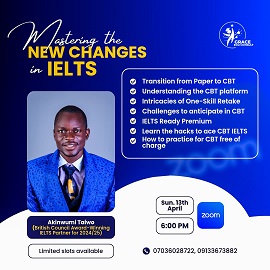 Mastering the
NEW CHANGES
in IELTS
GRACE
Transition from Paper to CBT
Understanding the CBT platform
Intricacies of One-Skill Retake
Challenges to anticipate in CBT
IELTS Ready Premium
Learn the hacks to ace CBT IELTS
How to practice for CBT free of
charge
Akinwumi Taiwo
(British Council Award-Winning
IELTS Partner for 2024/25)
Sun. 13th
April
6:00 PM
zoom
Limited slots available
07036028722, 09133673882